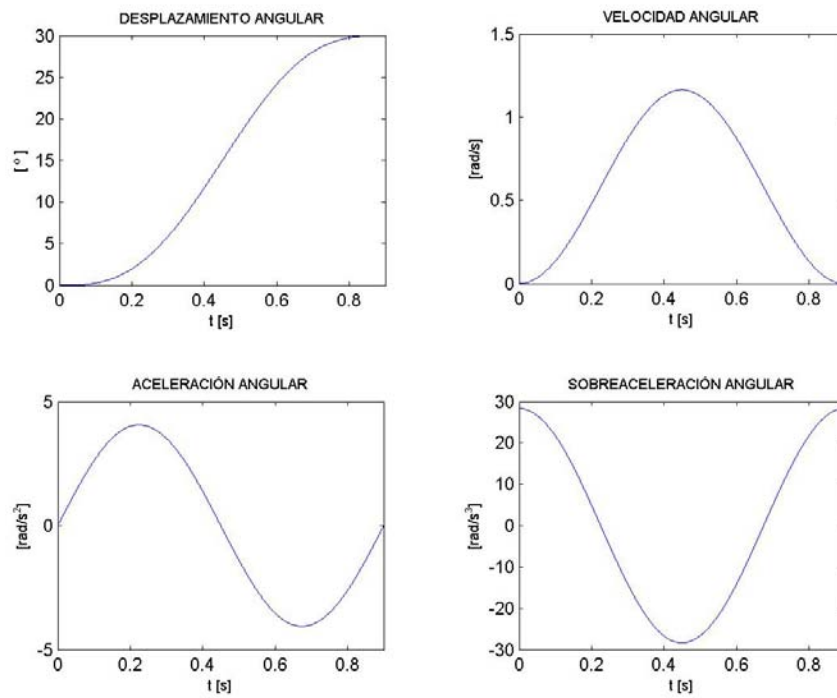 DESPLAZAMIENTO ANGULAR
30
25
20
15
10
5
0
[ º ]
0 0.2 0.4 0.6 0.8
t [s]
VELOCIDAD ANGULAR
1.5
1
0.5
0
[rad/s]
0 0.2 0.4 0.6 0.8
t [s]
ACELERACIÓN ANGULAR
5
0
-5
[rad/s²]
0 0.2 0.4 0.6 0.8
t [s]
SOBREACELERACIÓN ANGULAR
30
20
10
0
-10
-20
-30
[rad/s³]
0 0.2 0.4 0.6 0.8
t [s]